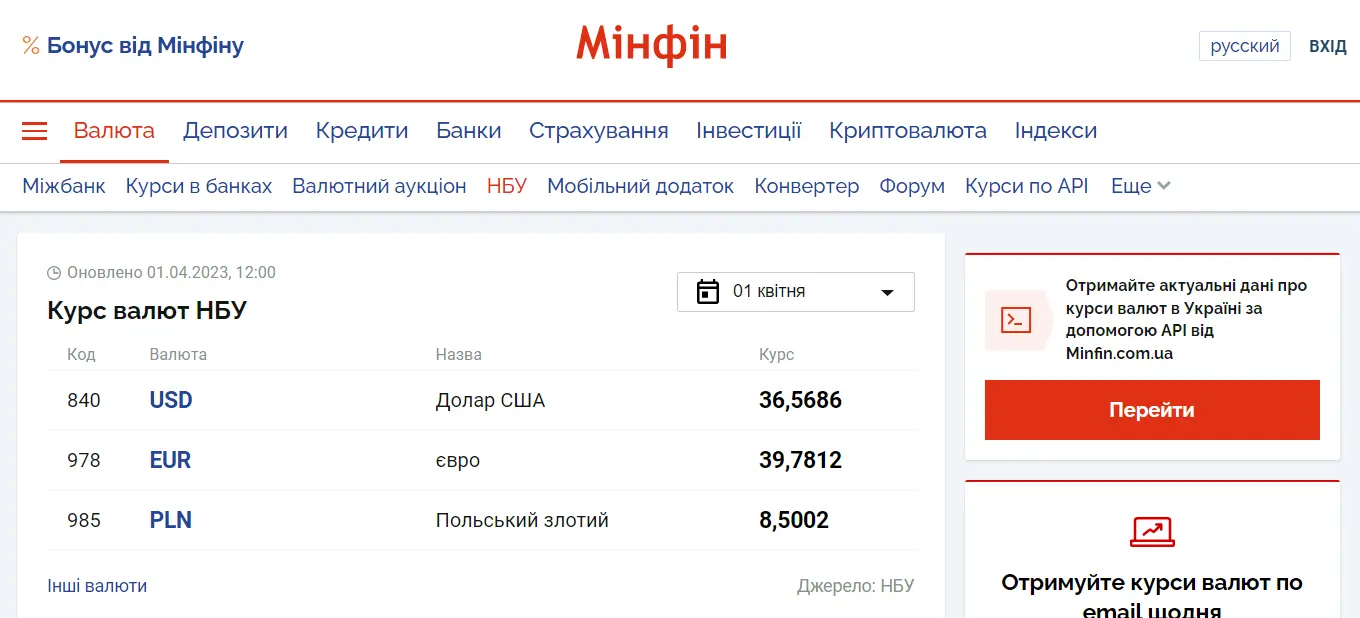 % Бонус від Мінфіну
Мінфін
русский
ВХІД
Валюта Депозити Кредити Банки Страхування Інвестиції Криптовалюта Індекси
Міжбанк Курси в банках Валютний аукціон НБУ Мобільний додаток Конвертер Форум Курси по API Еще
Оновлено 01.04.2023, 12:00
Курс валют НБУ
01 квітня
Код Валюта Назва Курс
840 USD Долар США 36,5686
978 EUR євро 39,7812
985 PLN Польський злотий 8,5002
Інші валюти
Джерело: НБУ
Отримайте актуальні дані про
курси валют в Україні за
допомогою API від
Minfin.com.ua
Перейти
Отримуйте курси валют по
email щодня